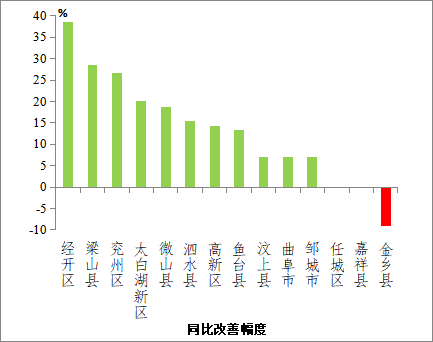 %
40
35
30
25
20
15
10
5
0
-5
-10
经开区
梁山县
兖州区
太白湖新区
微山县
泗水县
高新区
鱼台县
汶上县
曲阜市
邹城市
任城区
嘉祥县
金乡县
同比改善幅度